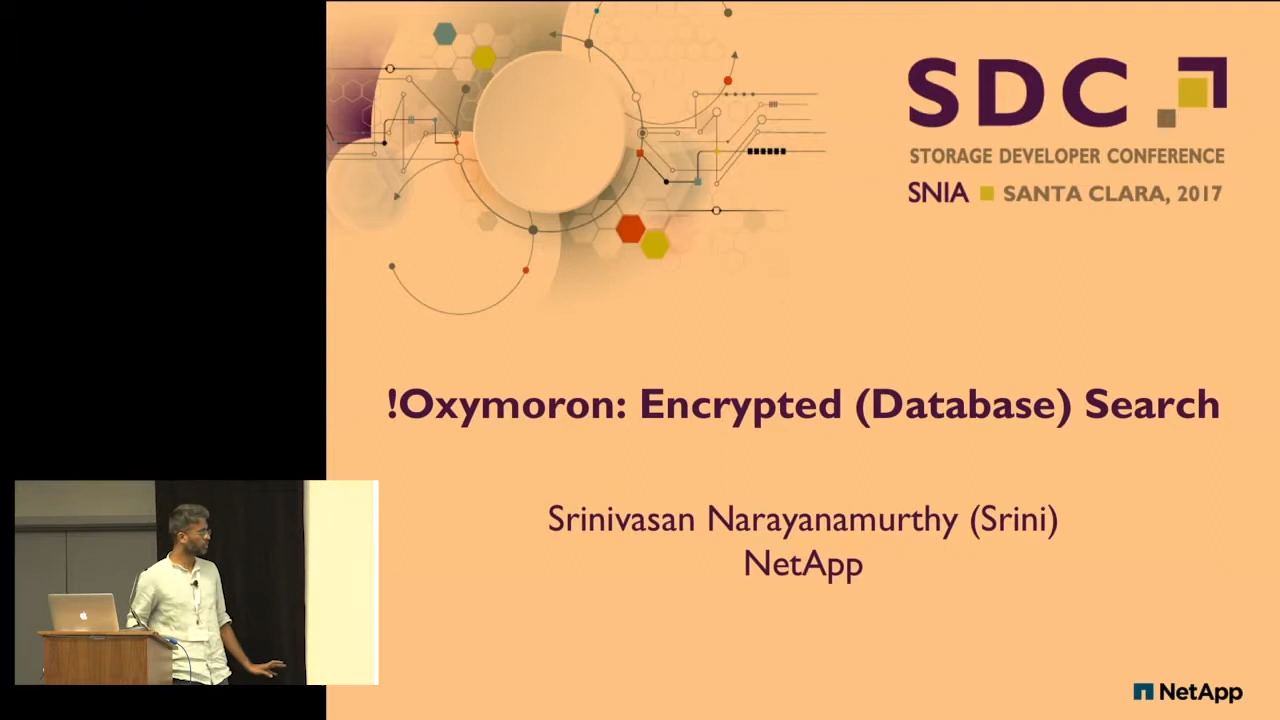 SDC
STORAGE DEVELOPER CONFERENCE
SNIA SANTA CLARA, 2017
!Oxymoron: Encrypted (Database) Search
Srinivasan Narayanamurthy (Srini)
NetApp
NetApp